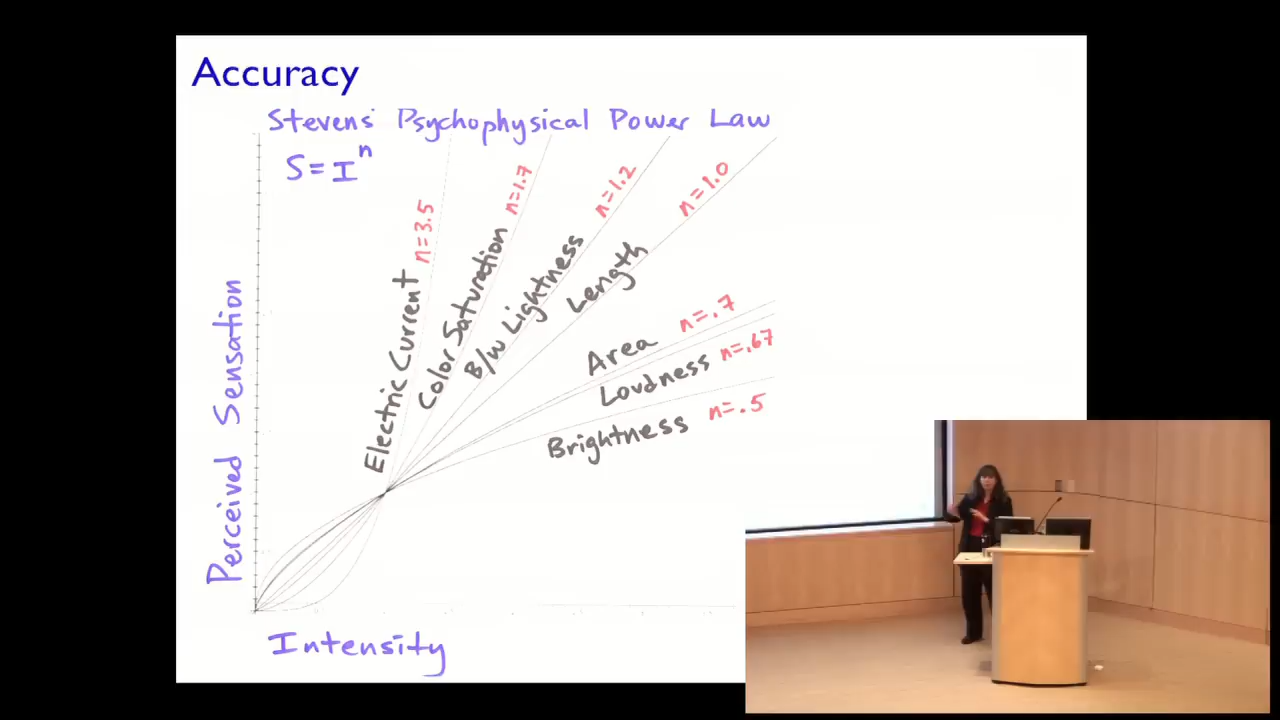 Accuracy
Stevens' Psychophysical Power Law
S = I^n
Electric Current n=3.5
Color Saturation n=1.7
B/W Lightness n=1.2
Length n=1.0
Area n=.7
Loudness n=.67
Brightness n=.5
Perceived Sensation
Intensity